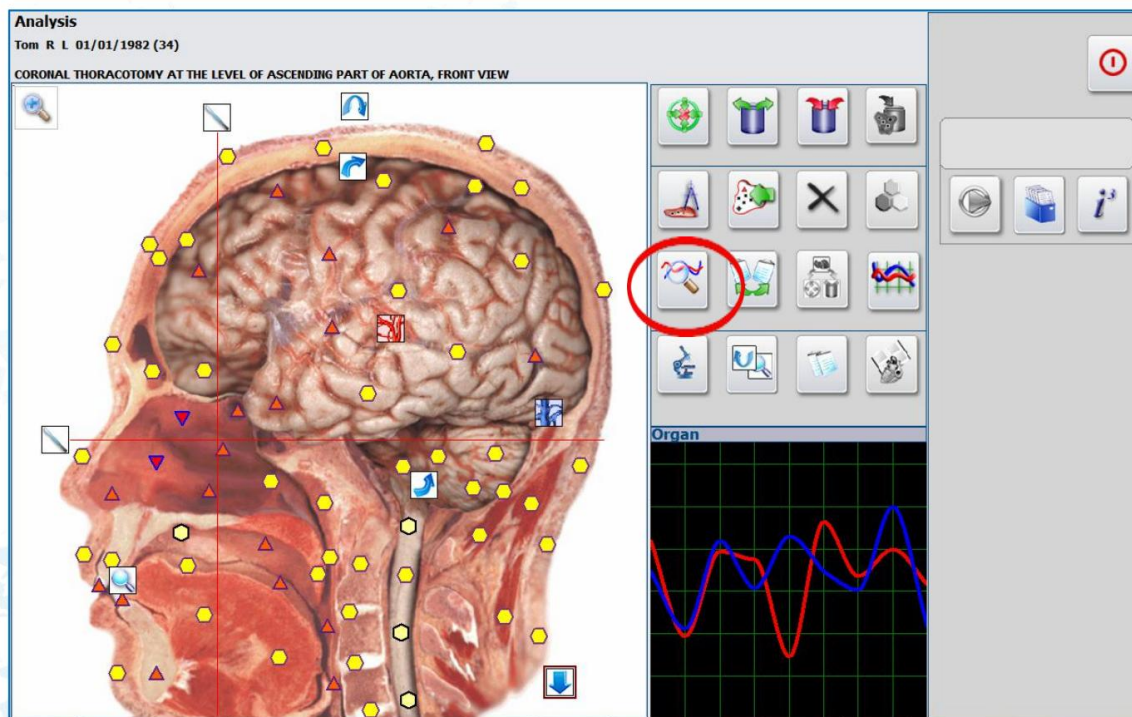 Analysis
Tom R L 01/01/1982 (34)
CORONAL THORACOTOMY AT THE LEVEL OF ASCENDING PART OF AORTA, FRONT VIEW
Organ